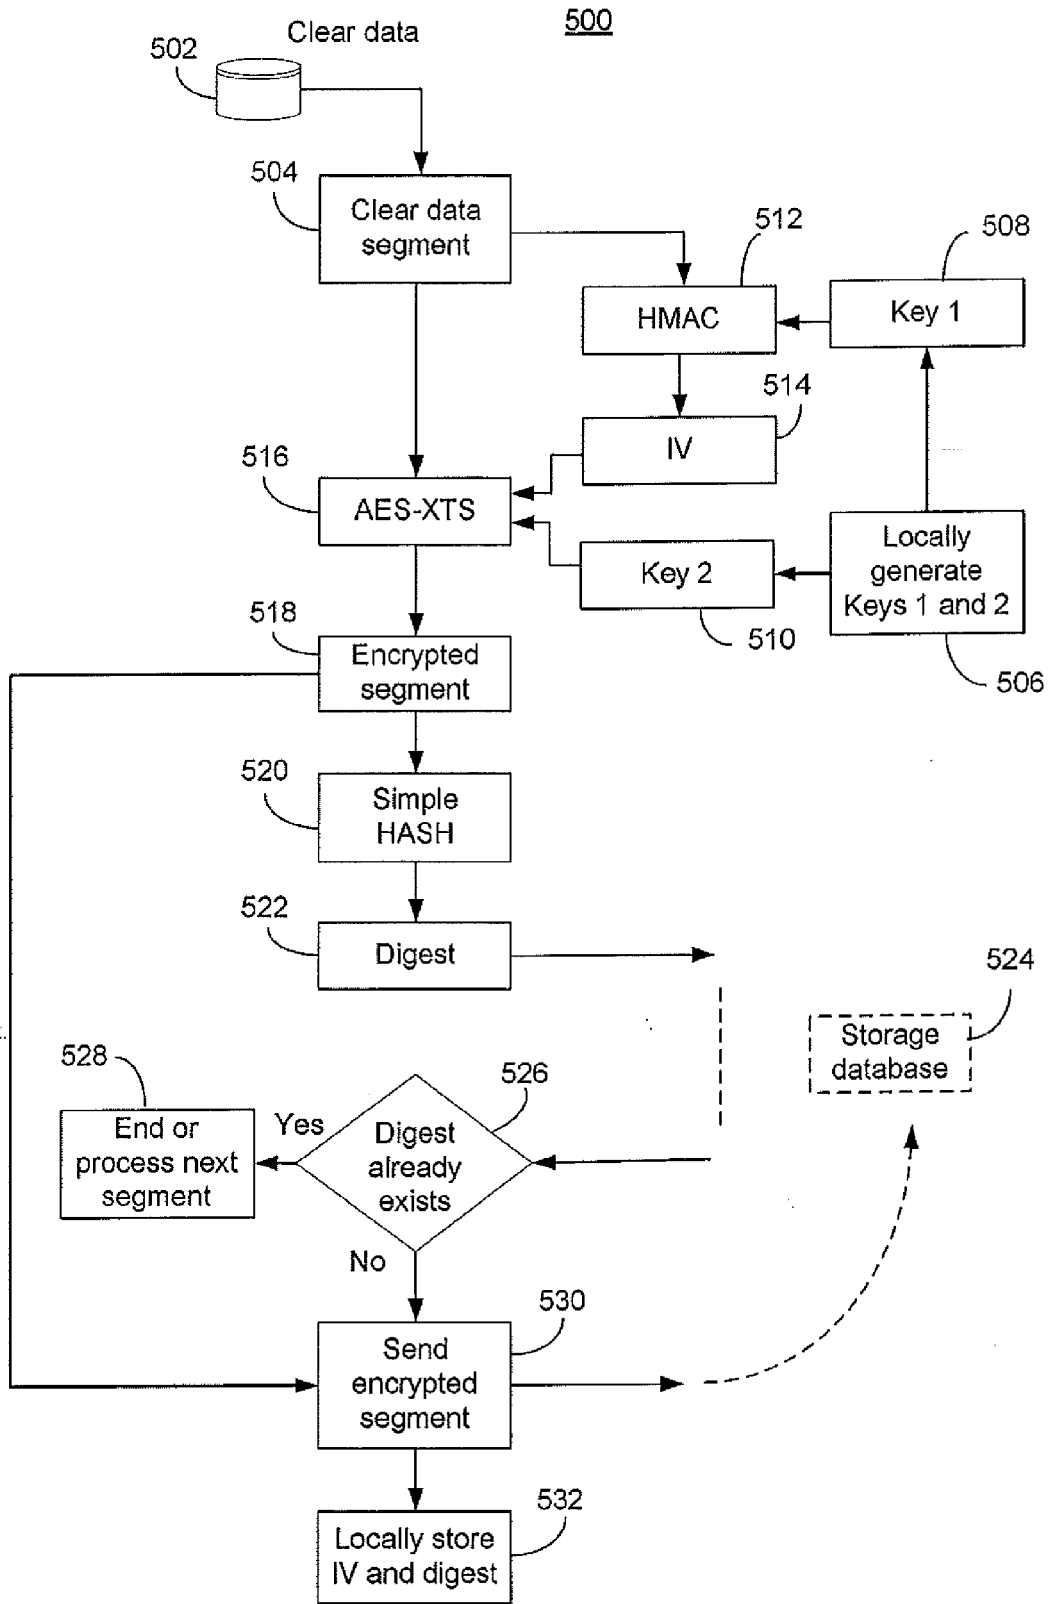 500
Clear data
502
504
Clear data
segment
512
508
HMAC
Key 1
514
IV
516
AES-XTS
Key 2
Locally
generate
Keys 1 and 2
510
506
518
Encrypted
segment
520
Simple
HASH
522
Digest
524
Storage
database
528
526
Yes
End or
process next
segment
Digest
already
exists
No
530
Send
encrypted
segment
532
Locally store
IV and digest